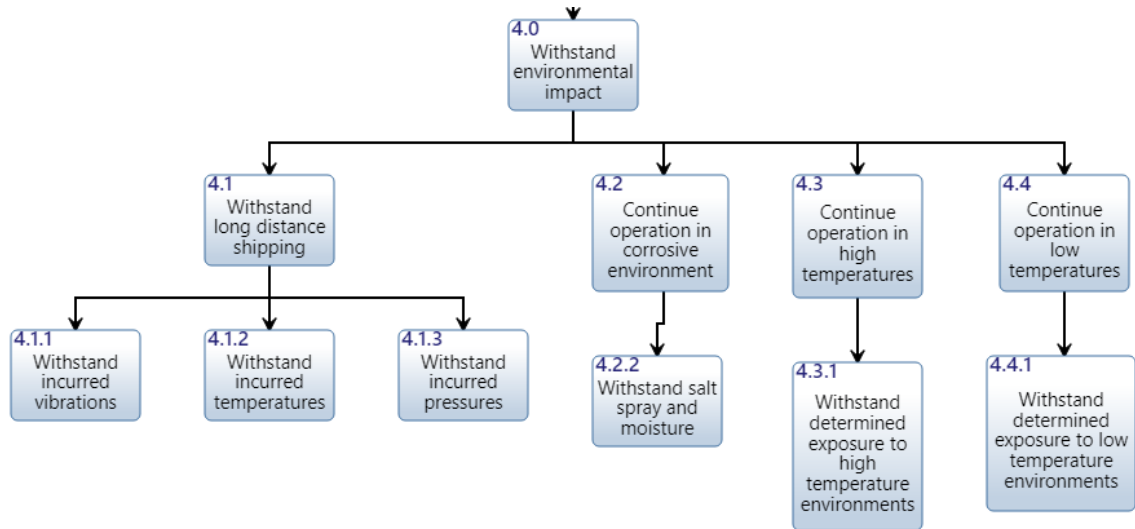 4.0
Withstand
environmental
impact
4.1
Withstand
long distance
shipping
4.2
Continue
operation in
corrosive
environment
4.3
Continue
operation in
high
temperatures
4.4
Continue
operation in
low
temperatures
4.1.1
Withstand
incurred
vibrations
4.1.2
Withstand
incurred
temperatures
4.1.3
Withstand
incurred
pressures
4.2.2
Withstand salt
spray and
moisture
4.3.1
Withstand
determined
exposure to
high
temperature
environments
4.4.1
Withstand
determined
exposure to low
temperature
environments